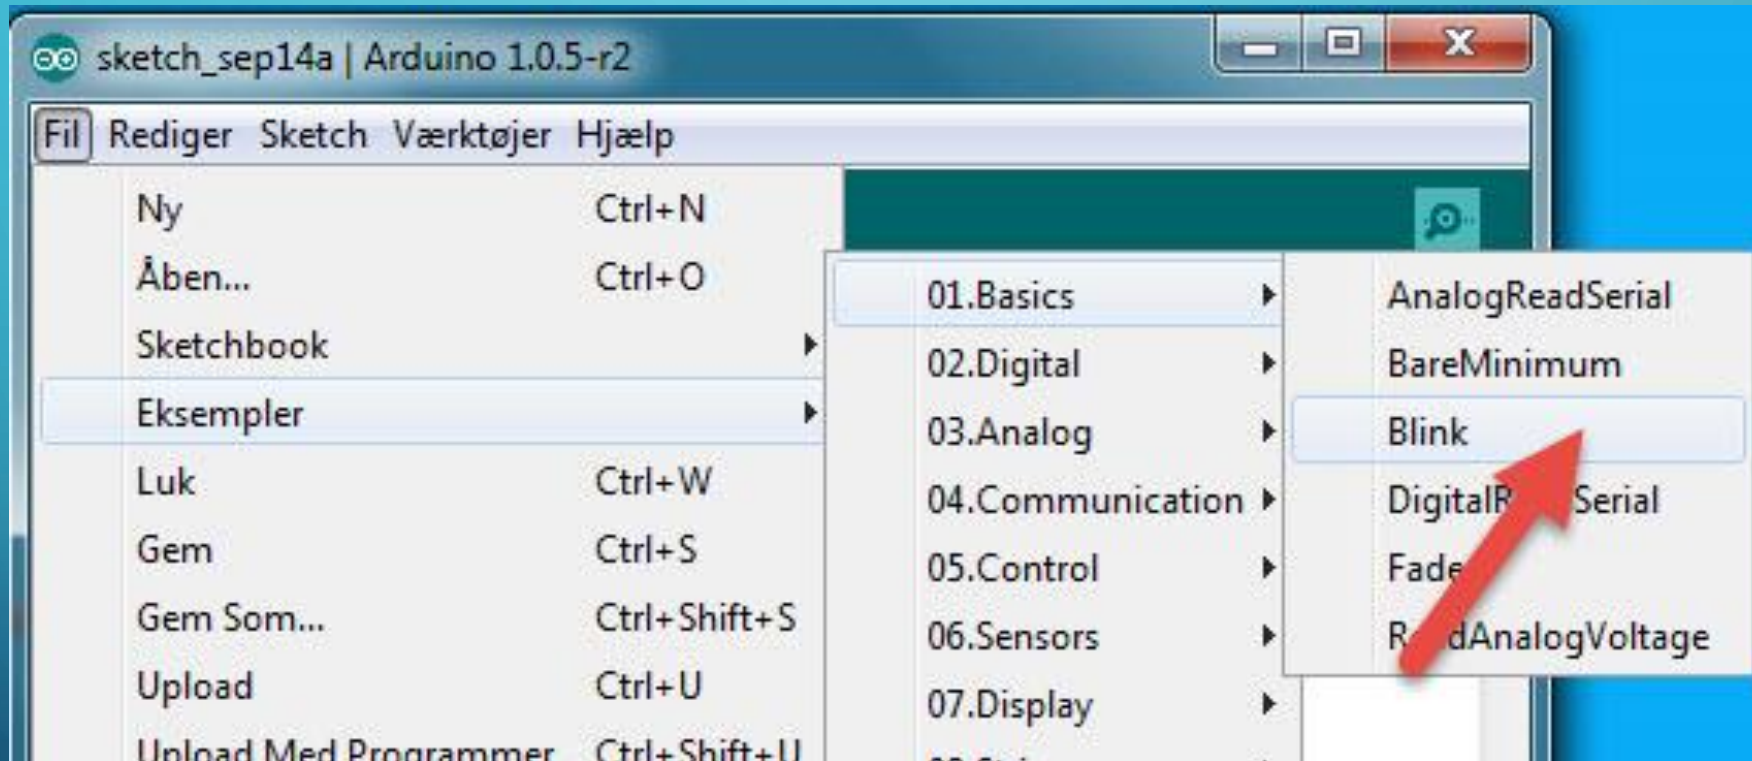 sketch_sep14a | Arduino 1.0.5-r2
Fil Rediger Sketch Værktøjer Hjælp
Ny Ctrl+N
Åben... Ctrl+O
Sketchbook
Eksempler
Luk Ctrl+W
Gem Ctrl+S
Gem Som... Ctrl+Shift+S
Upload Ctrl+U
Upload Med Programmer Ctrl+Shift+U
01.Basics
02.Digital
03.Analog
04.Communication
05.Control
06.Sensors
07.Display
AnalogReadSerial
BareMinimum
Blink
Fade